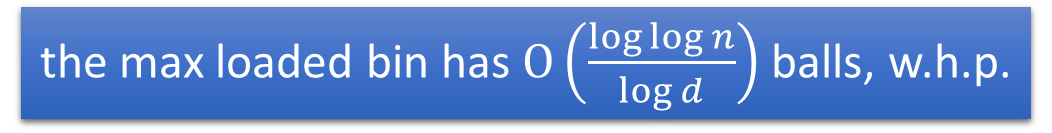 the max loaded bin has O(log log n / log d) balls, w.h.p.